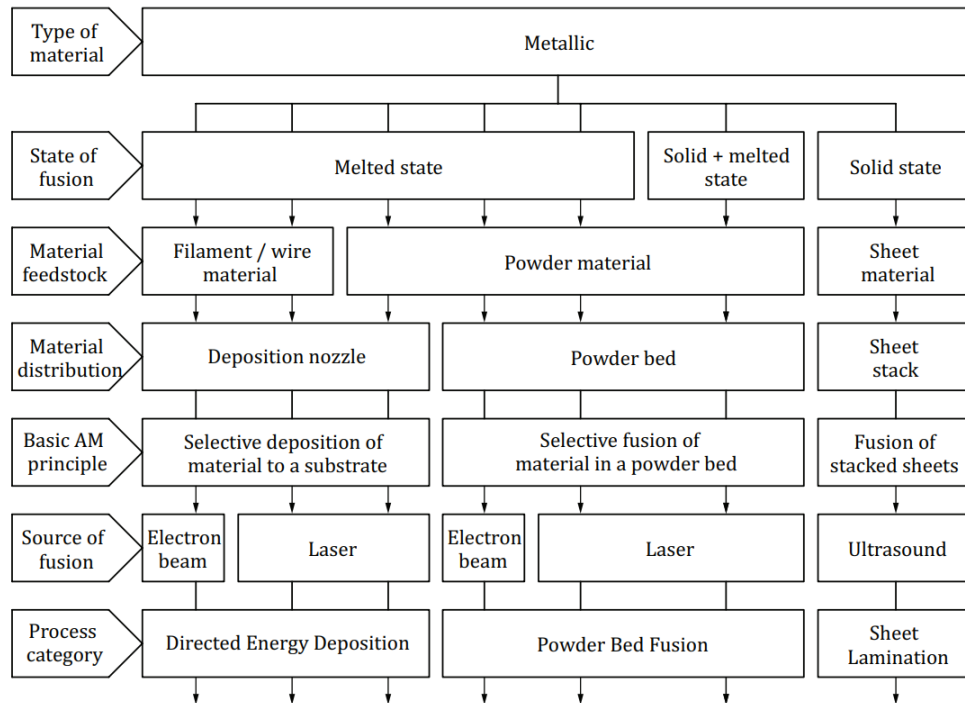 Type of
material
Metallic
State of
fusion
Melted state
Solid + melted
state
Solid state
Material
feedstock
Filament / wire
material
Powder material
Sheet
material
Material
distribution
Deposition nozzle
Powder bed
Sheet
stack
Basic AM
principle
Selective deposition of
material to a substrate
Selective fusion of
material in a powder bed
Fusion of
stacked sheets
Source of
fusion
Electron
beam
Laser
Electron
beam
Laser
Ultrasound
Process
category
Directed Energy Deposition
Powder Bed Fusion
Sheet
Lamination